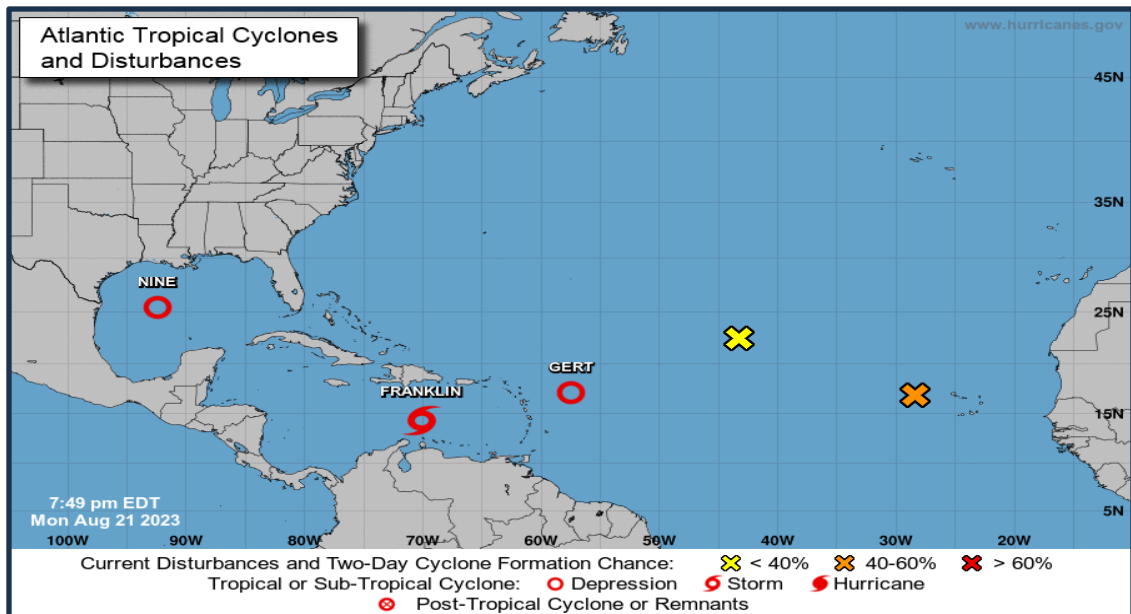 Atlantic Tropical Cyclones
and Disturbances
www.hurricanes.gov
45N
35N
NINE
25N
GERT
FRANKLIN
15N
7:49 pm EDT
Mon Aug 21 2023
5N
100W 90W 80W 70W 60W 50W 40W 30W 20W
Current Disturbances and Two-Day Cyclone Formation Chance: < 40% 40-60% > 60%
Tropical or Sub-Tropical Cyclone: Depression Storm Hurricane
Post-Tropical Cyclone or Remnants